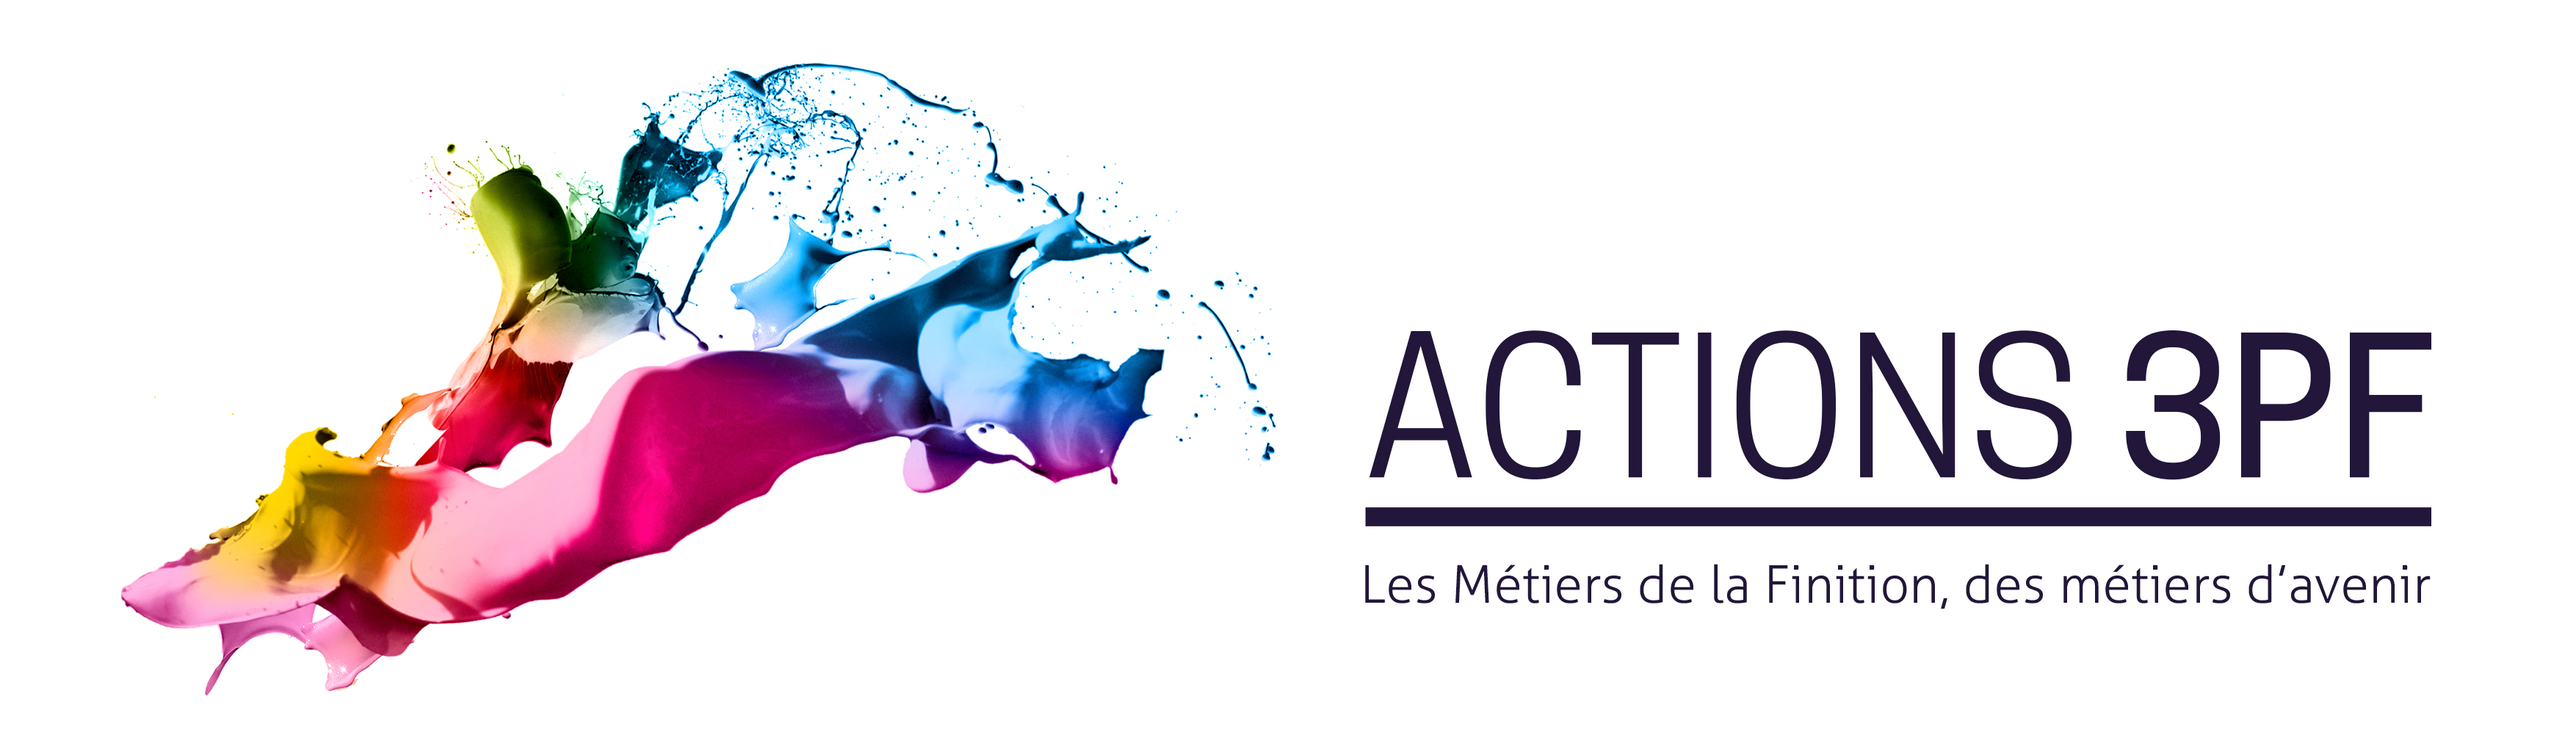 ACTIONS 3PF
Les Métiers de la Finition, des métiers d’avenir